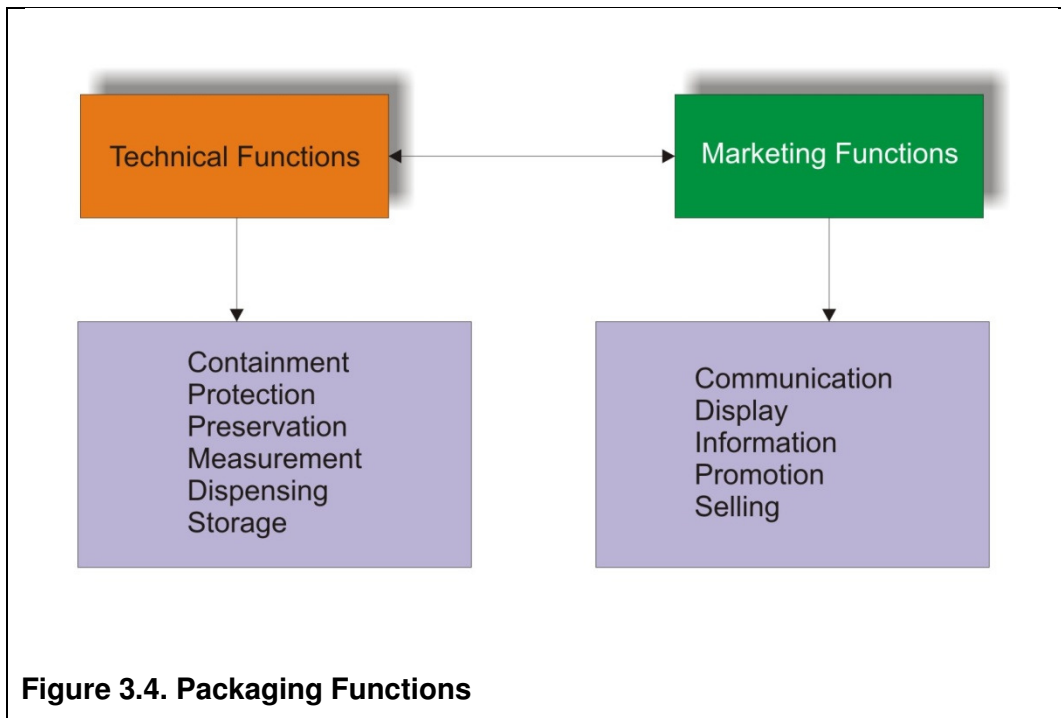 Technical Functions
Marketing Functions
Containment
Protection
Preservation
Measurement
Dispensing
Storage
Communication
Display
Information
Promotion
Selling
Figure 3.4. Packaging Functions